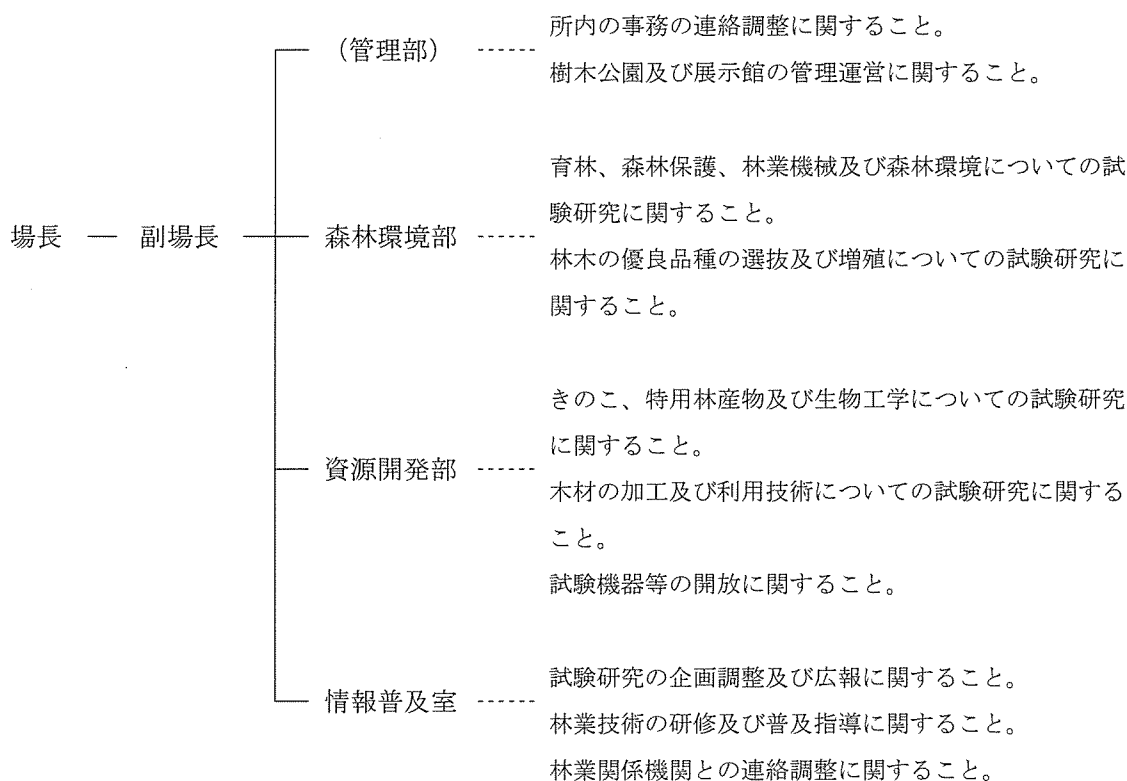 場長
副場長
（管理部）
所内の事務の連絡調整に関すること。
樹木公園及び展示館の管理運営に関すること。
森林環境部
育林、森林保護、林業機械及び森林環境についての試
験研究に関すること。
林木の優良品種の選抜及び増殖についての試験研究に
関すること。
資源開発部
きのこ、特用林産物及び生物工学についての試験研究
に関すること。
木材の加工及び利用技術についての試験研究に関する
こと。
試験機器等の開放に関すること。
情報普及室
試験研究の企画調整及び広報に関すること。
林業技術の研修及び普及指導に関すること。
林業関係機関との連絡調整に関すること。